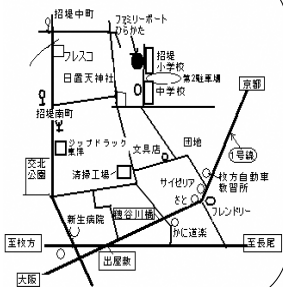 招堤中町
ファミリーポート
ひらかた
招堤
小学校
フレスコ
日置天神社
第2駐車場
中学校
京都
招堤南町
ジップドラッグ
東洋
文具店
団地
1号線
交北
公園
清掃工場
サイゼリア
枚方自動車
教習所
さと
フレンドリー
新生病院
穂谷川橋
かに道楽
至枚方
至長尾
出屋敷
大阪